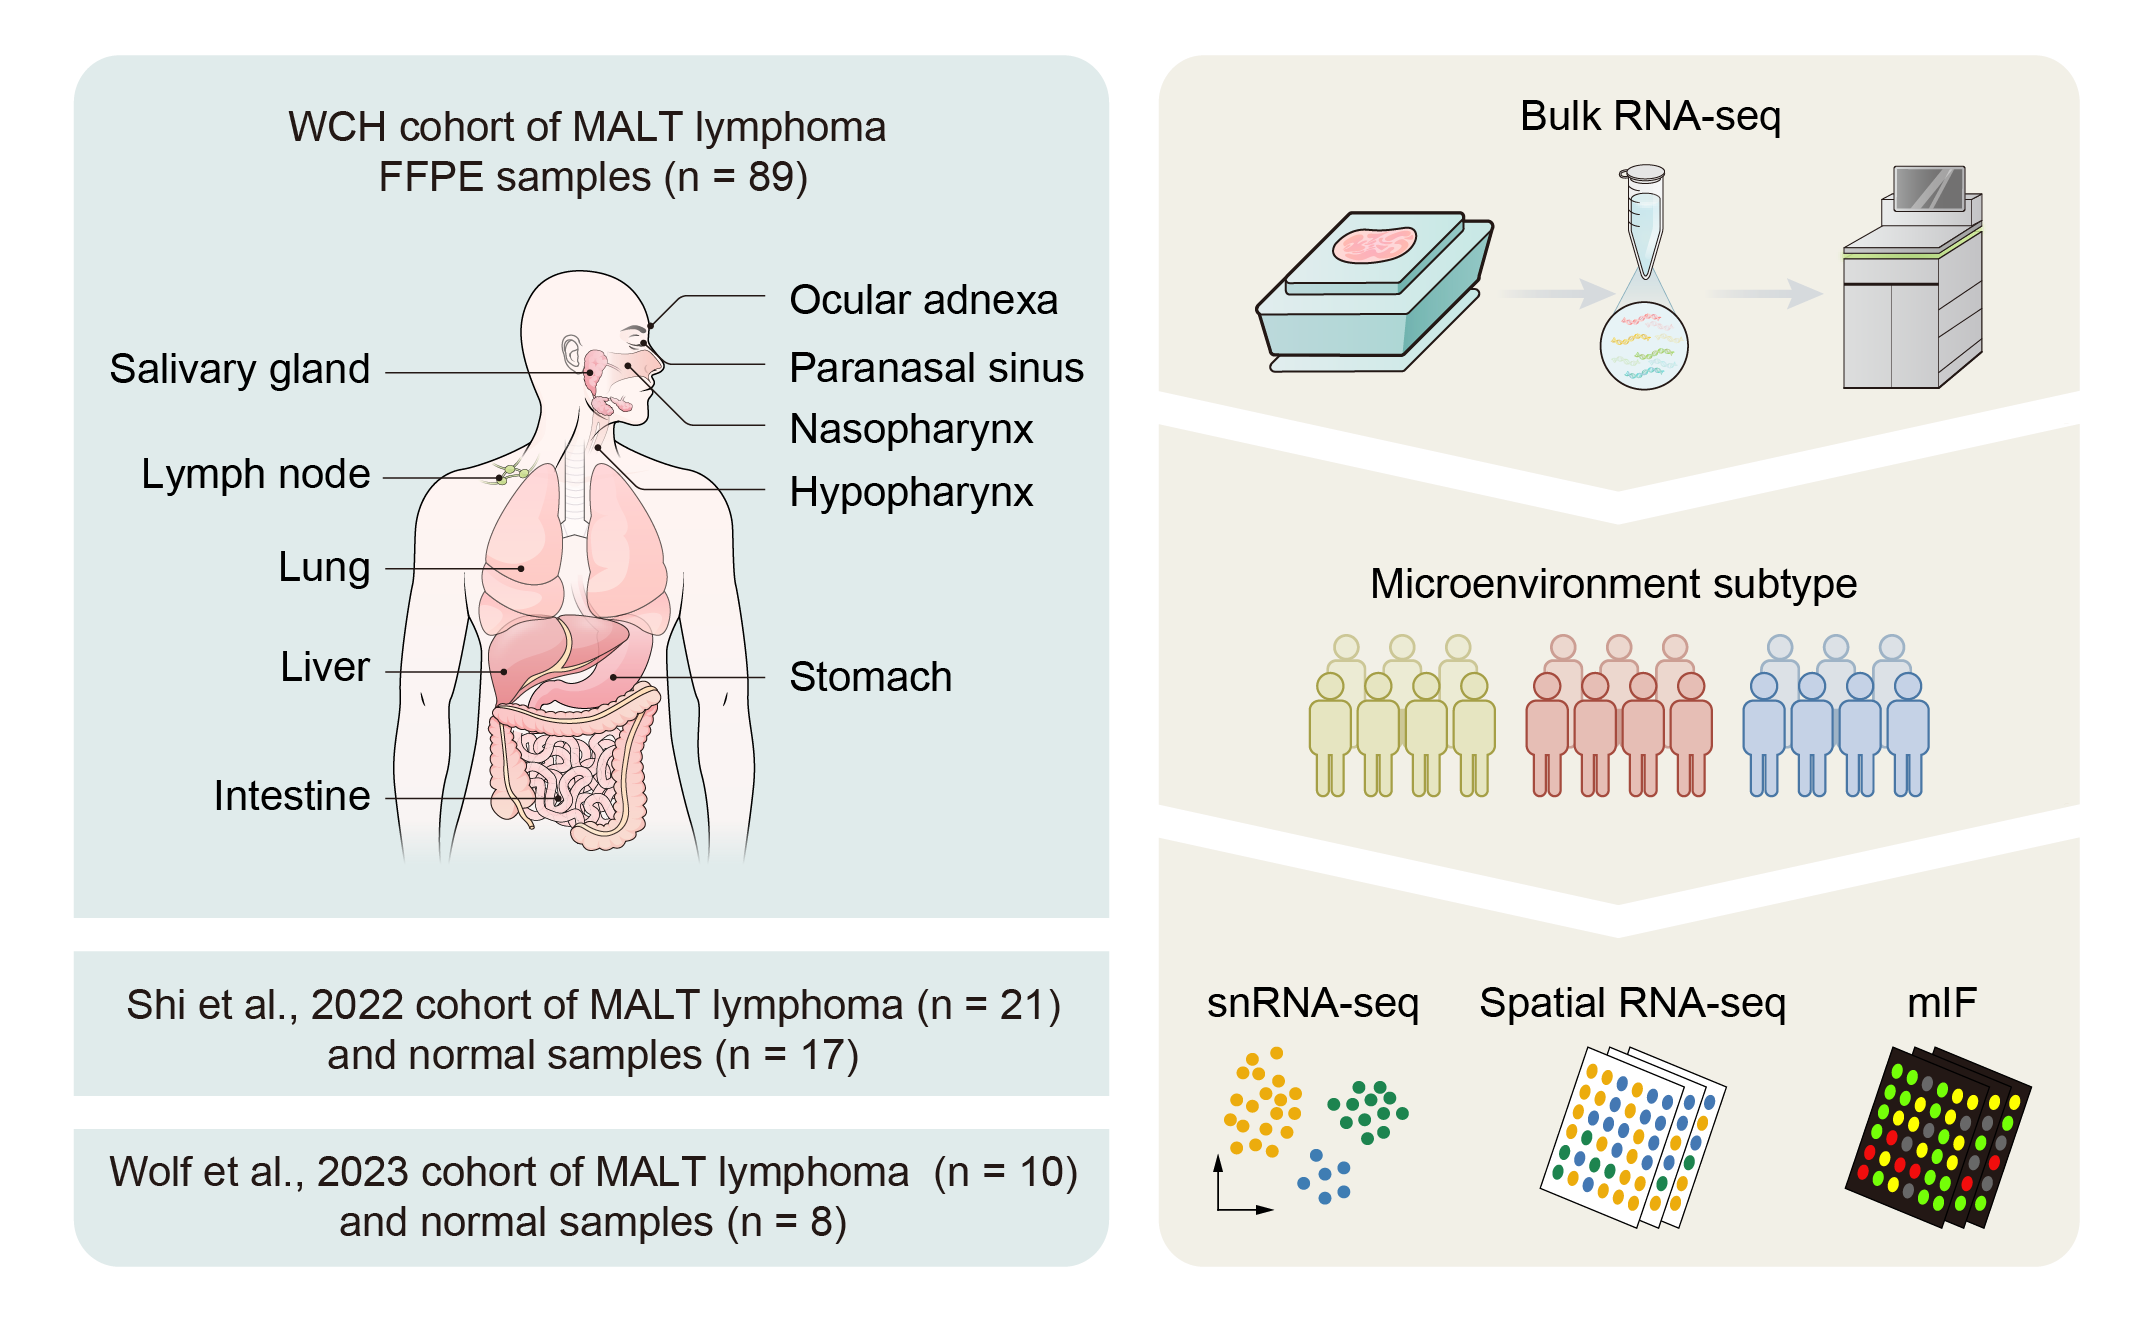 WCH cohort of MALT lymphoma
FFPE samples (n = 89)
Ocular adnexa
Salivary gland
Paranasal sinus
Nasopharynx
Lymph node
Hypopharynx
Lung
Liver
Stomach
Intestine
Shi et al., 2022 cohort of MALT lymphoma (n = 21)
and normal samples (n = 17)
Wolf et al., 2023 cohort of MALT lymphoma (n = 10)
and normal samples (n = 8)
Bulk RNA-seq
Microenvironment subtype
snRNA-seq
Spatial RNA-seq
mIF